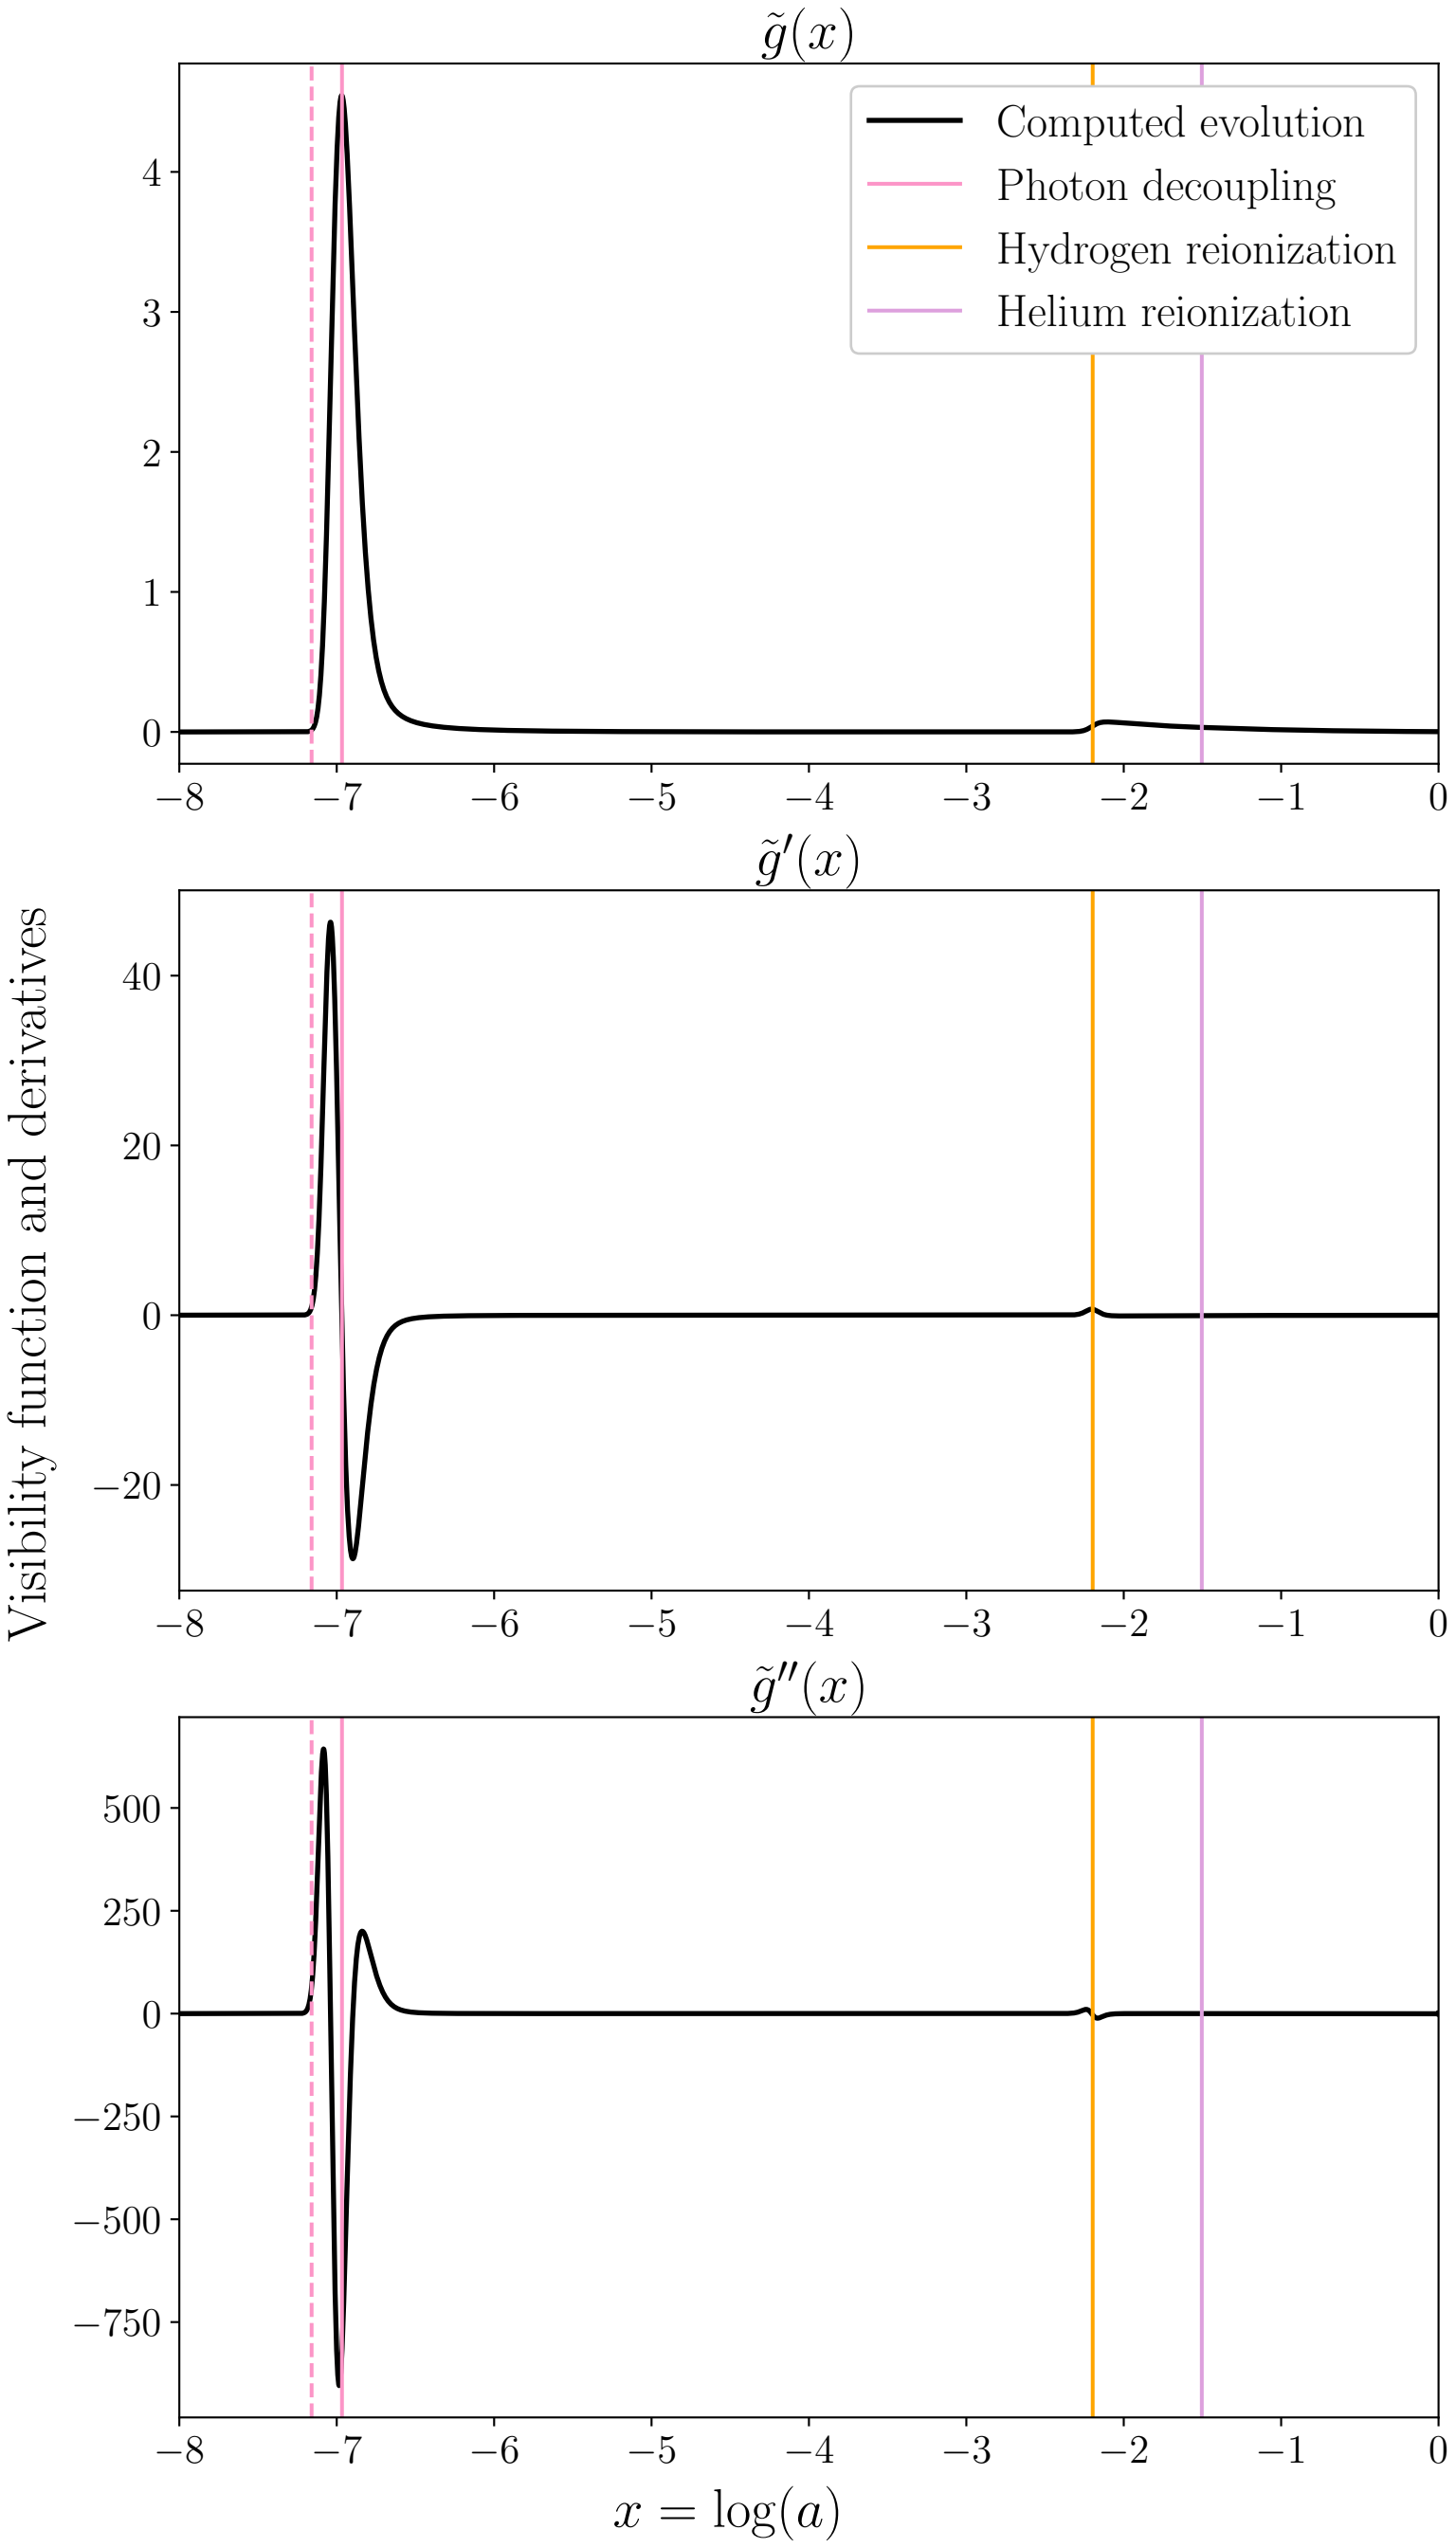 g̃(x)
Computed evolution
Photon decoupling
Hydrogen reionization
Helium reionization
4
3
2
1
0
−8 −7 −6 −5 −4 −3 −2 −1 0
g̃′(x)
40
20
0
−20
−8 −7 −6 −5 −4 −3 −2 −1 0
Visibility function and derivatives
g̃″(x)
500
250
0
−250
−500
−750
−8 −7 −6 −5 −4 −3 −2 −1 0
x = log(a)